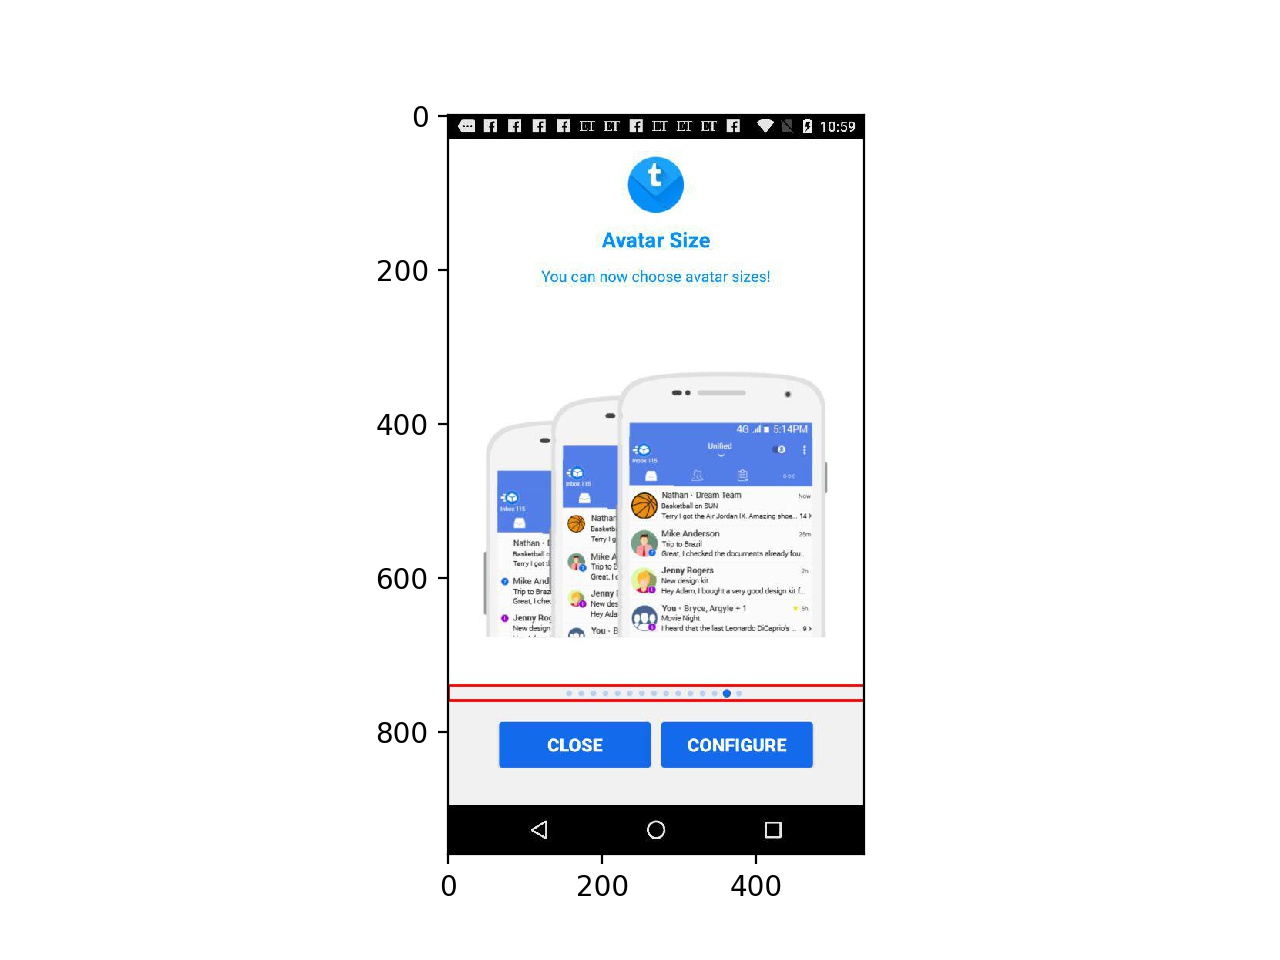 0
10:59
t
Avatar Size
200
You can now choose avatar sizes!
400
4G 5:14PM
Unified
Inbox 115
Nathan · Dream Team Now
Basketball on SUN
Terry I got the Air Jordan IX. Amazing shoe... 14
Mike Anderson 26m
Trip to Brazil
Great, I checked the documents already fou..
600
Jenny Rogers 2h
New design kit
Hey Adam, I bought a very good design kit f..
You · Bryce, Argyle + 1 5h
Movie Night
I heard that the last Leonardo DiCaprio's ... 9
Inbox 115
Nathan
Basketb
Terry I g
Mike A
Trip to B
Great, I c
Jenny
New des
Hey Ada
You · B
Inbox 115
Nathan ·
Basketball o
Terry I got t
Mike And
Trip to Braz
Great, I chec
Jenny Rog
New design
800
CLOSE CONFIGURE
0 200 400